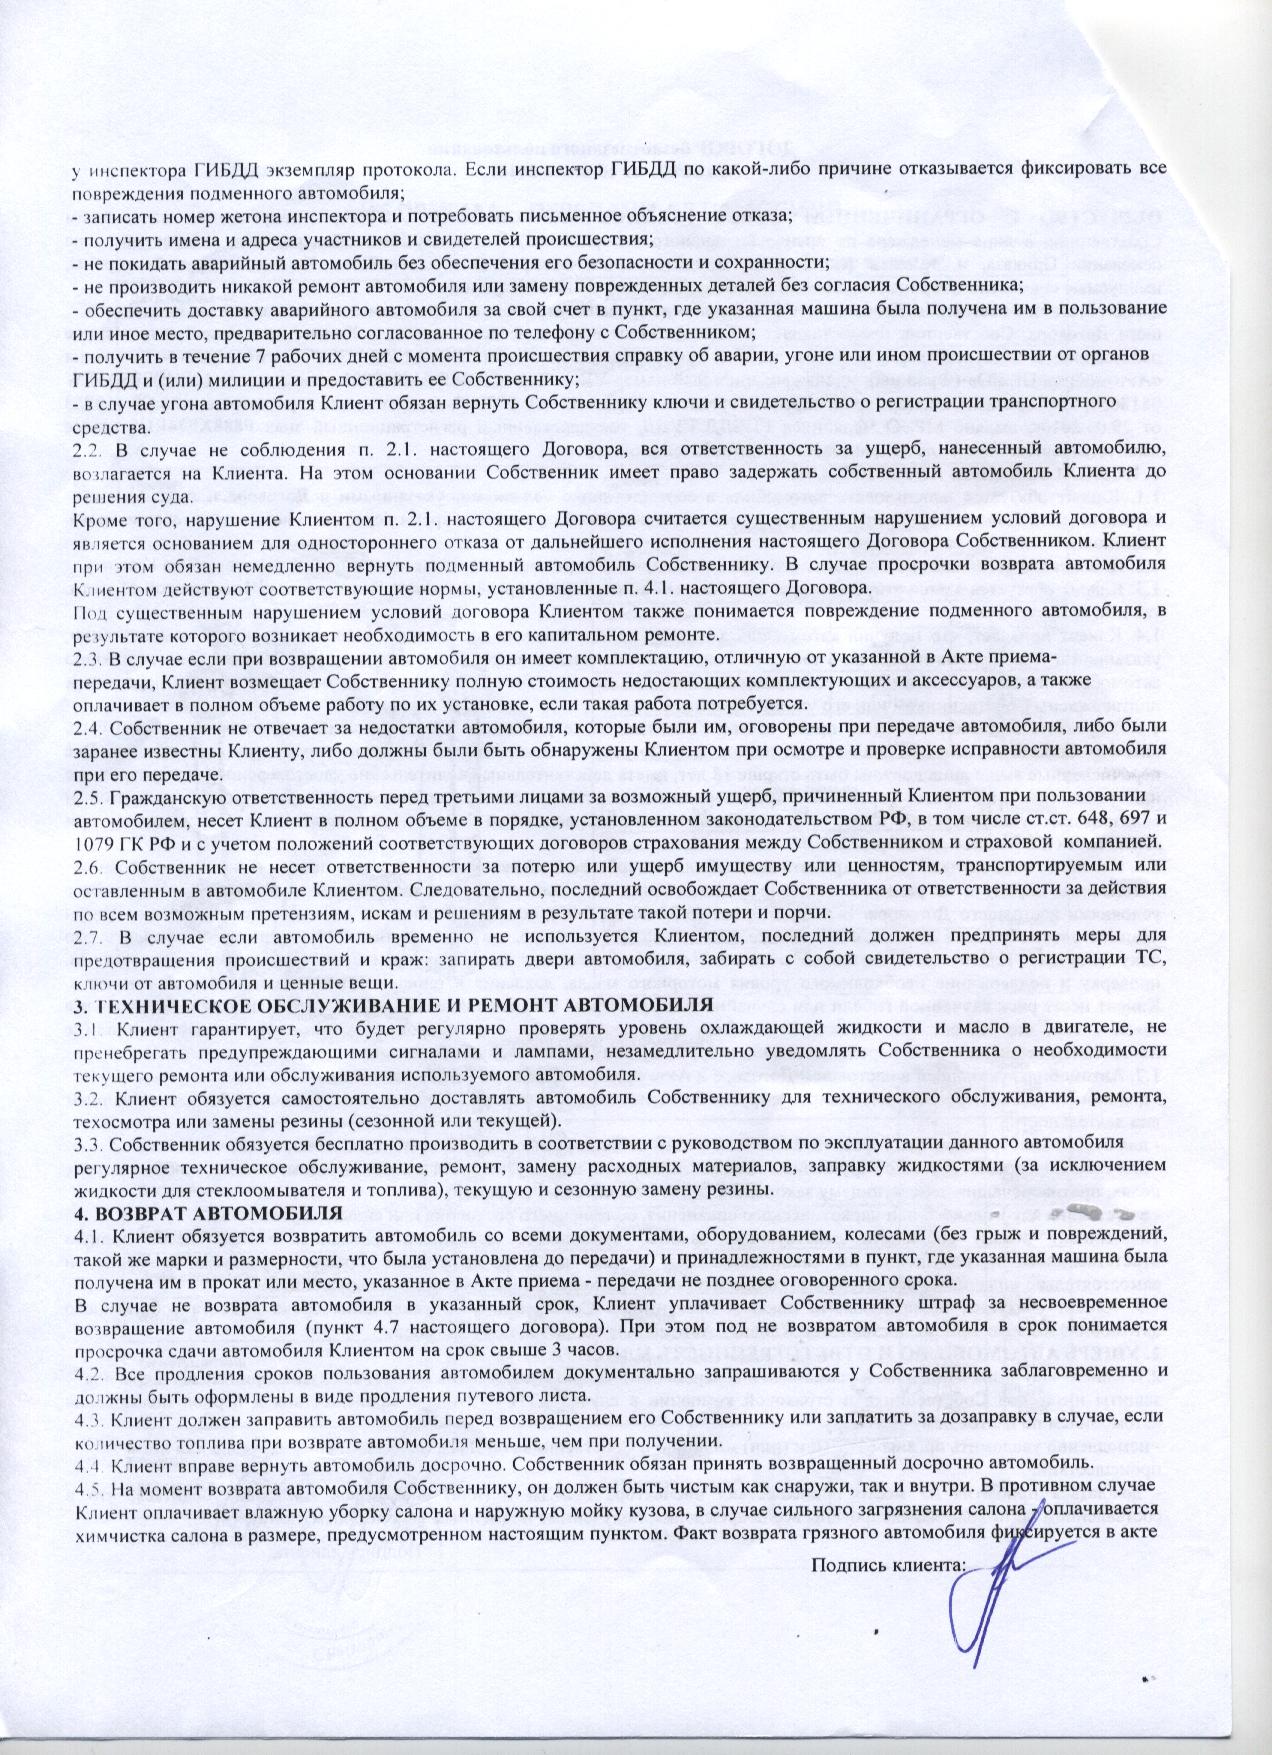 у инспектора ГИБДД экземпляр протокола. Если инспектор ГИБДД по какой-либо причине отказывается фиксировать все
повреждения подменного автомобиля;
- записать номер жетона инспектора и потребовать письменное объяснение отказа;
- получить имена и адреса участников и свидетелей происшествия;
- не покидать аварийный автомобиль без обеспечения его безопасности и сохранности;
- не производить никакой ремонт автомобиля или замену поврежденных деталей без согласия Собственника;
- обеспечить доставку аварийного автомобиля за свой счет в пункт, где указанная машина была получена им в пользование
или иное место, предварительно согласованное по телефону с Собственником;
- получить в течение 7 рабочих дней с момента происшествия справку об аварии, угоне или ином происшествии от органов
ГИБДД и (или) милиции и предоставить ее Собственнику;
- в случае угона автомобиля Клиент обязан вернуть Собственнику ключи и свидетельство о регистрации транспортного
средства.
2.2. В случае не соблюдения п. 2.1. настоящего Договора, вся ответственность за ущерб, нанесенный автомобилю,
возлагается на Клиента. На этом основании Собственник имеет право задержать собственный автомобиль Клиента до
решения суда.
Кроме того, нарушение Клиентом п. 2.1. настоящего Договора считается существенным нарушением условий договора и
является основанием для одностороннего отказа от дальнейшего исполнения настоящего Договора Собственником. Клиент
при этом обязан немедленно вернуть подменный автомобиль Собственнику. В случае просрочки возврата автомобиля
Клиентом действуют соответствующие нормы, установленные п. 4.1. настоящего Договора.
Под существенным нарушением условий договора Клиентом также понимается повреждение подменного автомобиля, в
результате которого возникает необходимость в его капитальном ремонте.
2.3. В случае если при возвращении автомобиля он имеет комплектацию, отличную от указанной в Акте приема-
передачи, Клиент возмещает Собственнику полную стоимость недостающих комплектующих и аксессуаров, а также
оплачивает в полном объеме работу по их установке, если такая работа потребуется.
2.4. Собственник не отвечает за недостатки автомобиля, которые были им, оговорены при передаче автомобиля, либо были
заранее известны Клиенту, либо должны были быть обнаружены Клиентом при осмотре и проверке исправности автомобиля
при его передаче.
2.5. Гражданскую ответственность перед третьими лицами за возможный ущерб, причиненный Клиентом при пользовании
автомобилем, несет Клиент в полном объеме в порядке, установленном законодательством РФ, в том числе ст.ст. 648, 697 и
1079 ГК РФ и с учетом положений соответствующих договоров страхования между Собственником и страховой компанией.
2.6. Собственник не несет ответственности за потерю или ущерб имуществу или ценностям, транспортируемым или
оставленным в автомобиле Клиентом. Следовательно, последний освобождает Собственника от ответственности за действия
по всем возможным претензиям, искам и решениям в результате такой потери и порчи.
2.7. В случае если автомобиль временно не используется Клиентом, последний должен предпринять меры для
предотвращения происшествий и краж: запирать двери автомобиля, забирать с собой свидетельство о регистрации ТС,
ключи от автомобиля и ценные вещи.
3. ТЕХНИЧЕСКОЕ ОБСЛУЖИВАНИЕ И РЕМОНТ АВТОМОБИЛЯ
3.1. Клиент гарантирует, что будет регулярно проверять уровень охлаждающей жидкости и масло в двигателе, не
пренебрегать предупреждающими сигналами и лампами, незамедлительно уведомлять Собственника о необходимости
текущего ремонта или обслуживания используемого автомобиля.
3.2. Клиент обязуется самостоятельно доставлять автомобиль Собственнику для технического обслуживания, ремонта,
техосмотра или замены резины (сезонной или текущей).
3.3. Собственник обязуется бесплатно производить в соответствии с руководством по эксплуатации данного автомобиля
регулярное техническое обслуживание, ремонт, замену расходных материалов, заправку жидкостями (за исключением
жидкости для стеклоомывателя и топлива), текущую и сезонную замену резины.
4. ВОЗВРАТ АВТОМОБИЛЯ
4.1. Клиент обязуется возвратить автомобиль со всеми документами, оборудованием, колесами (без грыж и повреждений,
такой же марки и размерности, что была установлена до передачи) и принадлежностями в пункт, где указанная машина была
получена им в прокат или место, указанное в Акте приема - передачи не позднее оговоренного срока.
В случае не возврата автомобиля в указанный срок, Клиент уплачивает Собственнику штраф за несвоевременное
возвращение автомобиля (пункт 4.7 настоящего договора). При этом под не возвратом автомобиля в срок понимается
просрочка сдачи автомобиля Клиентом на срок свыше 3 часов.
4.2. Все продления сроков пользования автомобилем документально запрашиваются у Собственника заблаговременно и
должны быть оформлены в виде продления путевого листа.
4.3. Клиент должен заправить автомобиль перед возвращением его Собственнику или заплатить за дозаправку в случае, если
количество топлива при возврате автомобиля меньше, чем при получении.
4.4. Клиент вправе вернуть автомобиль досрочно. Собственник обязан принять возвращенный досрочно автомобиль.
4.5. На момент возврата автомобиля Собственнику, он должен быть чистым как снаружи, так и внутри. В противном случае
Клиент оплачивает влажную уборку салона и наружную мойку кузова, в случае сильного загрязнения салона - оплачивается
химчистка салона в размере, предусмотренном настоящим пунктом. Факт возврата грязного автомобиля фиксируется в акте
Подпись клиента: